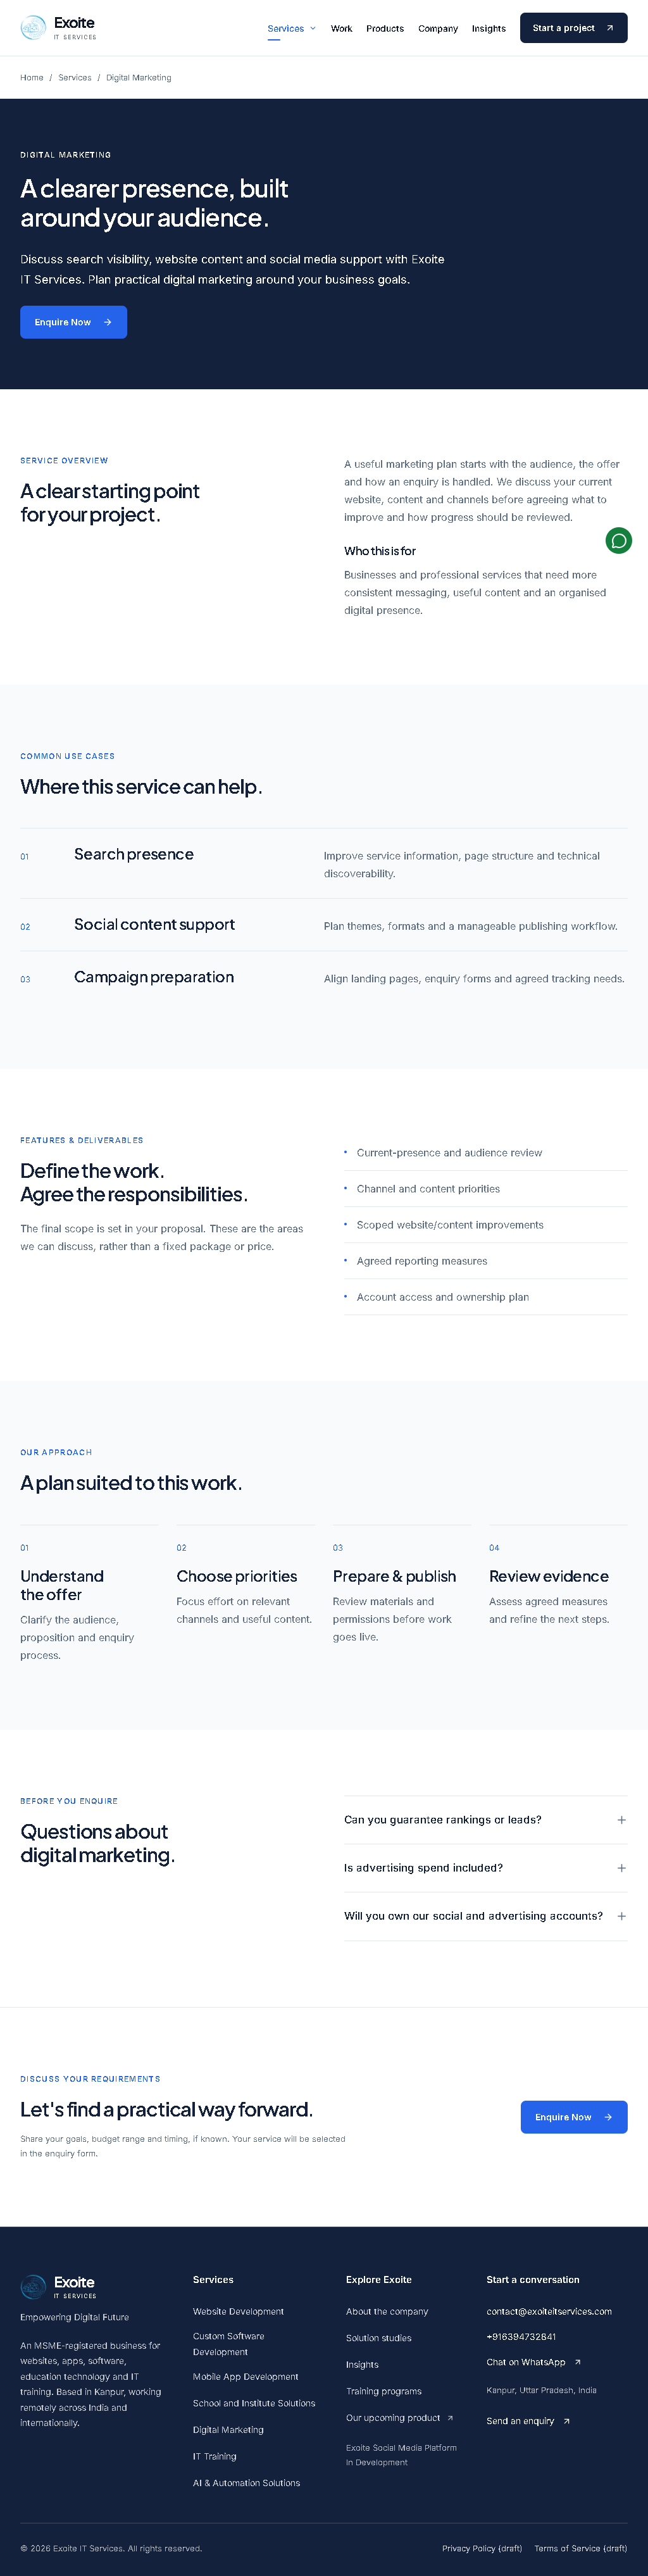 Exoite
IT SERVICES
Services
Work
Products
Company
Insights
Start a project
Home / Services / Digital Marketing
DIGITAL MARKETING
A clearer presence, built
around your audience.
Discuss search visibility, website content and social media support with Exoite
IT Services. Plan practical digital marketing around your business goals.
Enquire Now
SERVICE OVERVIEW
A clear starting point
for your project.
A useful marketing plan starts with the audience, the offer
and how an enquiry is handled. We discuss your current
website, content and channels before agreeing what to
improve and how progress should be reviewed.
Who this is for
Businesses and professional services that need more
consistent messaging, useful content and an organised
digital presence.
COMMON USE CASES
Where this service can help.
01
Search presence
Improve service information, page structure and technical
discoverability.
02
Social content support
Plan themes, formats and a manageable publishing workflow.
03
Campaign preparation
Align landing pages, enquiry forms and agreed tracking needs.
FEATURES & DELIVERABLES
Define the work.
Agree the responsibilities.
The final scope is set in your proposal. These are the areas
we can discuss, rather than a fixed package or price.
Current-presence and audience review
Channel and content priorities
Scoped website/content improvements
Agreed reporting measures
Account access and ownership plan
OUR APPROACH
A plan suited to this work.
01
Understand
the offer
Clarify the audience,
proposition and enquiry
process.
02
Choose priorities
Focus effort on relevant
channels and useful content.
03
Prepare & publish
Review materials and
permissions before work
goes live.
04
Review evidence
Assess agreed measures
and refine the next steps.
BEFORE YOU ENQUIRE
Questions about
digital marketing.
Can you guarantee rankings or leads?
Is advertising spend included?
Will you own our social and advertising accounts?
DISCUSS YOUR REQUIREMENTS
Let's find a practical way forward.
Share your goals, budget range and timing, if known. Your service will be selected
in the enquiry form.
Enquire Now
Exoite
IT SERVICES
Empowering Digital Future
An MSME-registered business for
websites, apps, software,
education technology and IT
training. Based in Kanpur, working
remotely across India and
internationally.
Services
Website Development
Custom Software
Development
Mobile App Development
School and Institute Solutions
Digital Marketing
IT Training
AI & Automation Solutions
Explore Exoite
About the company
Solution studies
Insights
Training programs
Our upcoming product
Exoite Social Media Platform
In Development
Start a conversation
contact@exoiteitservices.com
+916394732841
Chat on WhatsApp
Kanpur, Uttar Pradesh, India
Send an enquiry
© 2026 Exoite IT Services. All rights reserved.
Privacy Policy (draft)
Terms of Service (draft)